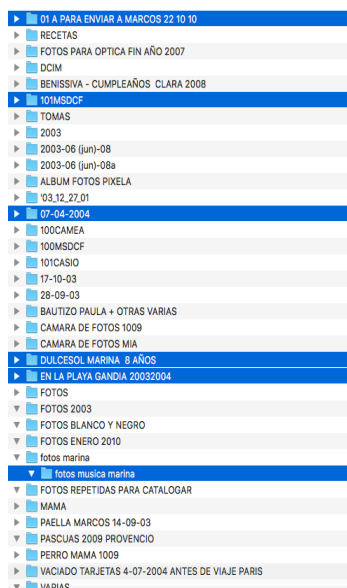 01 A PARA ENVIAR A MARCOS 22 10 10
RECETAS
FOTOS PARA OPTICA FIN AÑO 2007
DCIM
BENISSIVA - CUMPLEAÑOS CLARA 2008
101MSDCF
TOMAS
2003
2003-06 (jun)-08
2003-06 (jun)-08a
ALBUM FOTOS PIXELA
'03_12_27_01
07-04-2004
100CAMEA
100MSDCF
101CASIO
17-10-03
28-09-03
BAUTIZO PAULA + OTRAS VARIAS
CAMARA DE FOTOS 1009
CAMARA DE FOTOS MIA
DULCESOL MARINA 8 AÑOS
EN LA PLAYA GANDIA 20032004
FOTOS
FOTOS 2003
FOTOS BLANCO Y NEGRO
FOTOS ENERO 2010
fotos marina
fotos musica marina
FOTOS REPETIDAS PARA CATALOGAR
MAMA
PAELLA MARCOS 14-09-03
PASCUAS 2009 PROVENCIO
PERRO MAMA 1009
VACIADO TARJETAS 4-07-2004 ANTES DE VIAJE PARIS
VARIAS